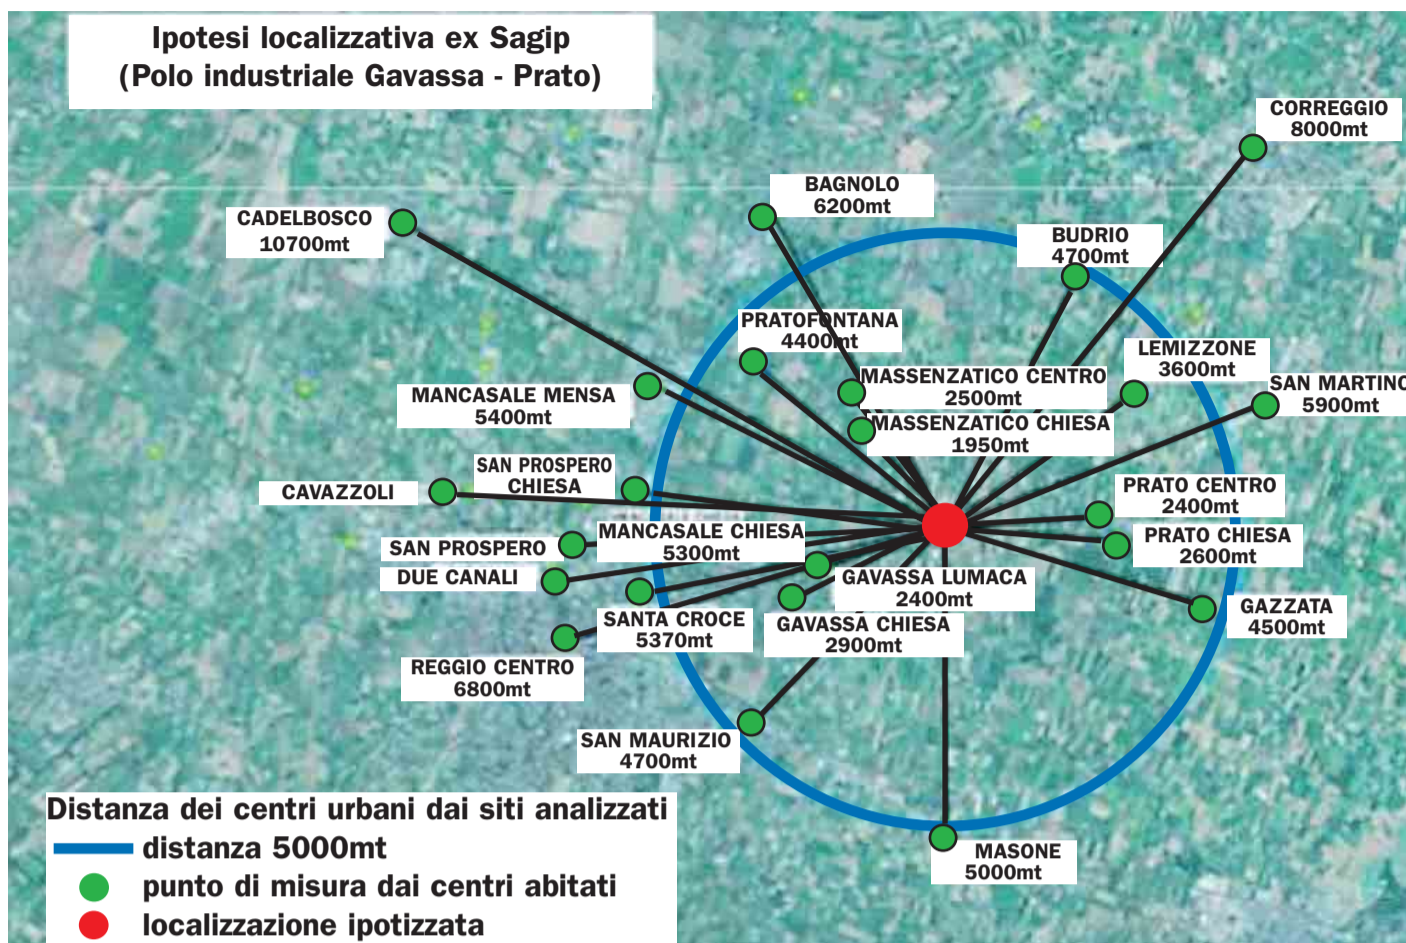 Ipotesi localizzativa ex Sagip
(Polo industriale Gavassa - Prato)
CORREGGIO
8000mt
BAGNOLO
6200mt
CADELBOSCO
10700mt
BUDRIO
4700mt
PRATOFONTANA
4400mt
LEMIZZONE
3600mt
MASSENZATICO CENTRO
2500mt
SAN MARTINO
5900mt
MANCASALE MENSA
5400mt
MASSENZATICO CHIESA
1950mt
SAN PROSPERO
CHIESA
CAVAZZOLI
PRATO CENTRO
2400mt
MANCASALE CHIESA
5300mt
PRATO CHIESA
2600mt
SAN PROSPERO
DUE CANALI
GAVASSA LUMACA
2400mt
GAZZATA
4500mt
SANTA CROCE
5370mt
GAVASSA CHIESA
2900mt
REGGIO CENTRO
6800mt
SAN MAURIZIO
4700mt
MASONE
5000mt
Distanza dei centri urbani dai siti analizzati
distanza 5000mt
punto di misura dai centri abitati
localizzazione ipotizzata